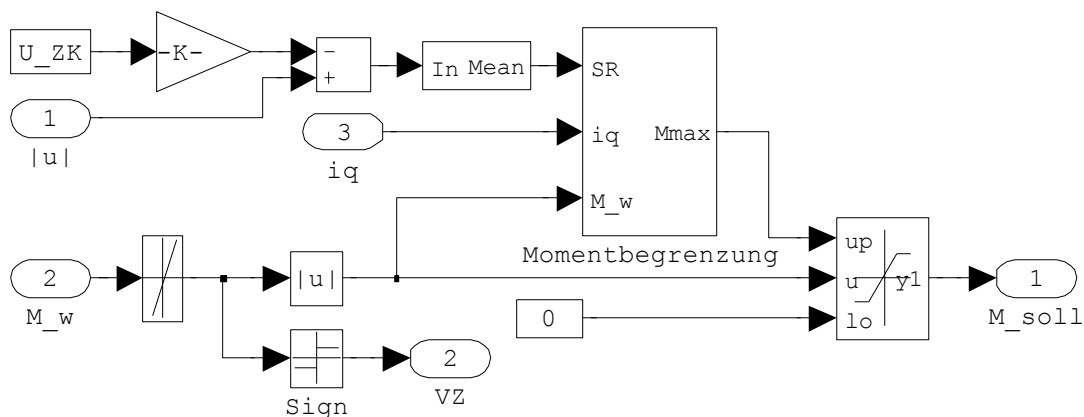 U_ZK
-K-
−
+
In Mean
1
|u|
3
iq
SR
iq
M_w
Mmax
Momentbegrenzung
2
M_w
|u|
0
up
u
lo
y1
1
M_soll
Sign
2
VZ